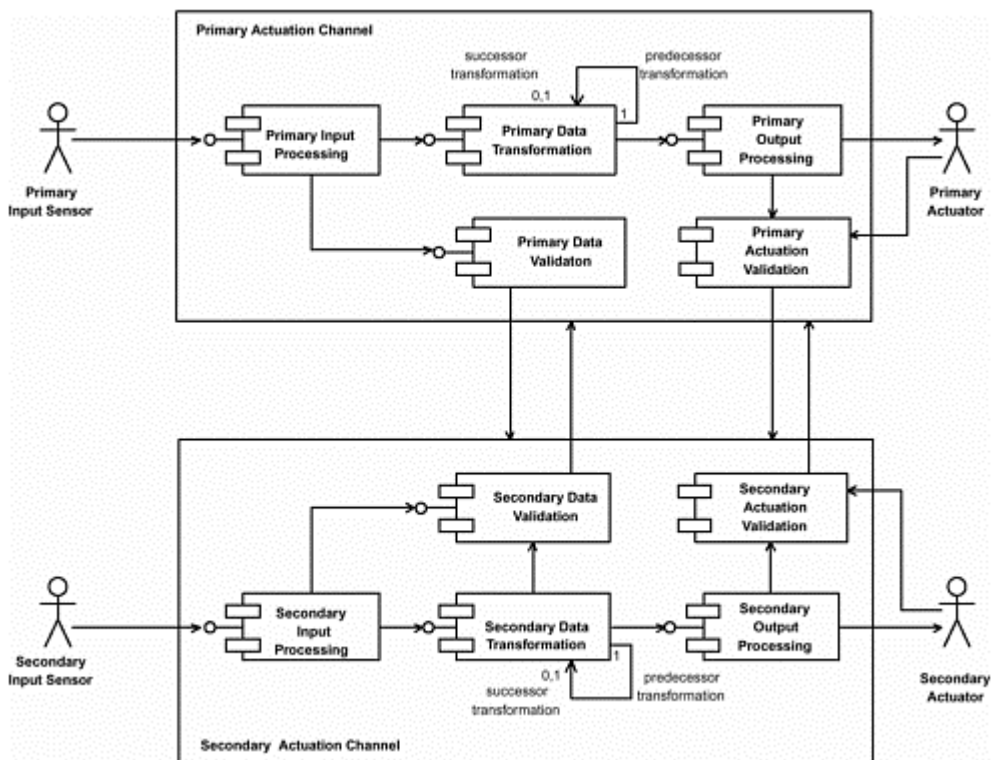 Primary Actuation Channel
successor
transformation
predecessor
transformation
0,1
1
Primary Input
Processing
Primary Data
Transformation
Primary
Output
Processing
Primary
Input Sensor
Primary
Actuator
Primary Data
Validaton
Primary
Actuation
Validation
Secondary Data
Validation
Secondary
Actuation
Validation
Secondary
Input
Processing
Secondary Data
Transformation
Secondary
Output
Processing
Secondary
Input Sensor
Secondary
Actuator
0,1
1
successor
transformation
predecessor
transformation
Secondary Actuation Channel